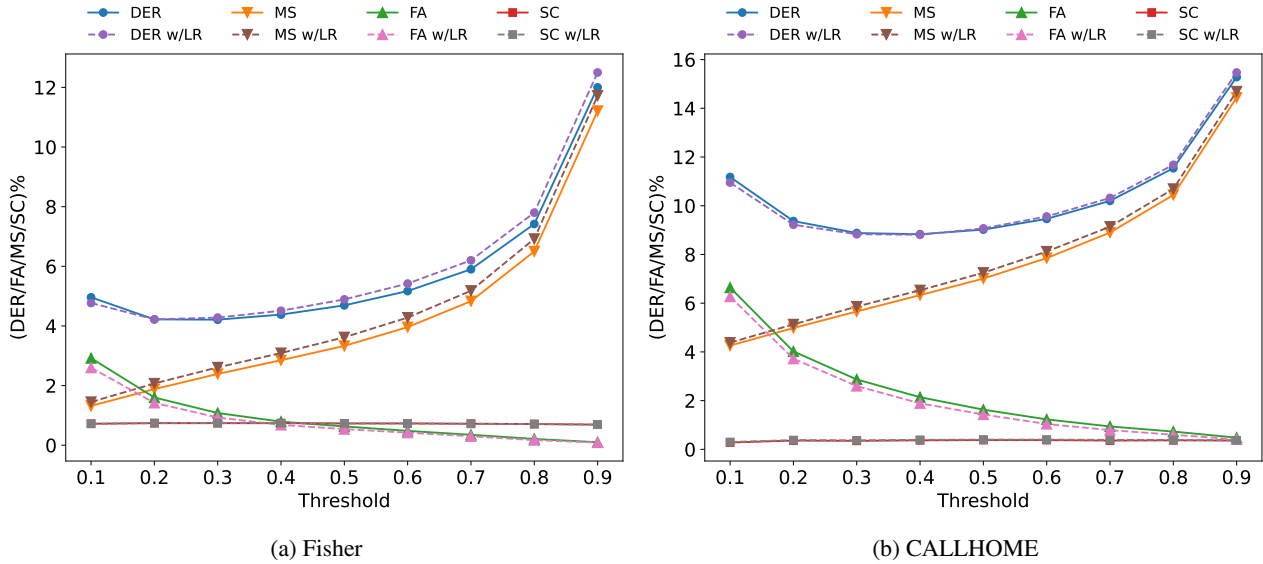 DER MS FA SC
DER w/LR MS w/LR FA w/LR SC w/LR
(DER/FA/MS/SC)%
12
10
8
6
4
2
0
0.1 0.2 0.3 0.4 0.5 0.6 0.7 0.8 0.9
Threshold
(a) Fisher
DER MS FA SC
DER w/LR MS w/LR FA w/LR SC w/LR
(DER/FA/MS/SC)%
16
14
12
10
8
6
4
2
0
0.1 0.2 0.3 0.4 0.5 0.6 0.7 0.8 0.9
Threshold
(b) CALLHOME